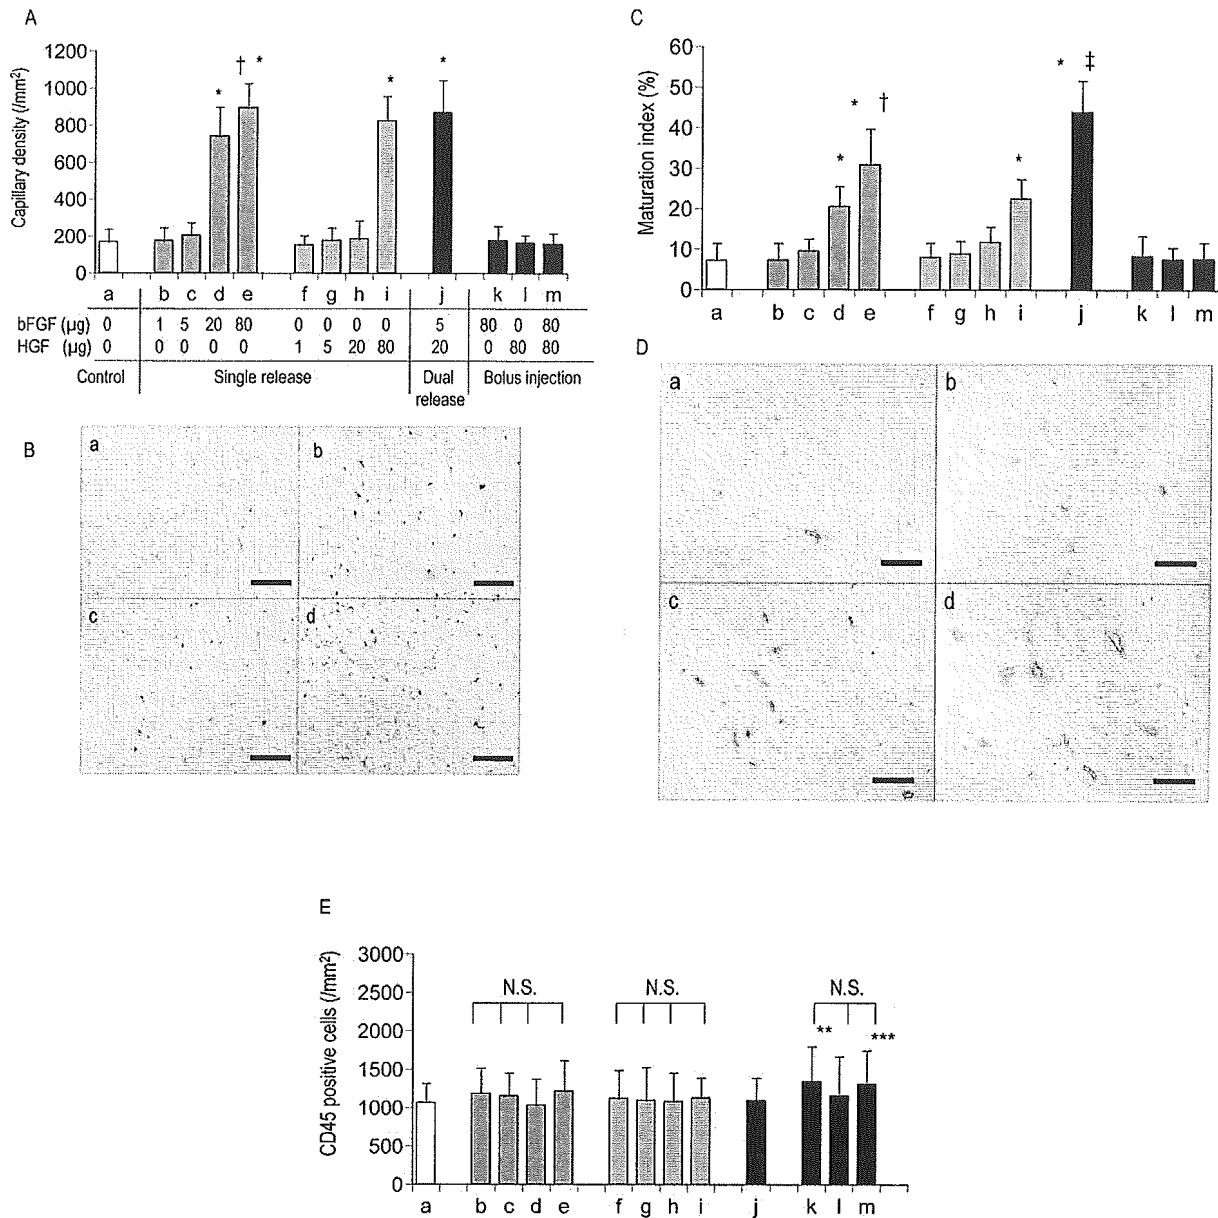 A
Capillary density (/mm²)
1200
1000
800
600
400
200
0
* † * * *
a b c d e f g h i j k l m
bFGF (µg) 0 1 5 20 80 0 0 0 0 5 80 0 80
HGF (µg) 0 0 0 0 0 1 5 20 80 20 0 80 80
Control Single release Dual release Bolus injection
B
a
b
c
d
C
Maturation index (%)
60
50
40
30
20
10
0
* * † * * ‡
a b c d e f g h i j k l m
D
a
b
c
d
E
CD45 positive cells (/mm²)
3000
2500
2000
1500
1000
500
0
N.S. N.S. N.S.
** ***
a b c d e f g h i j k l m